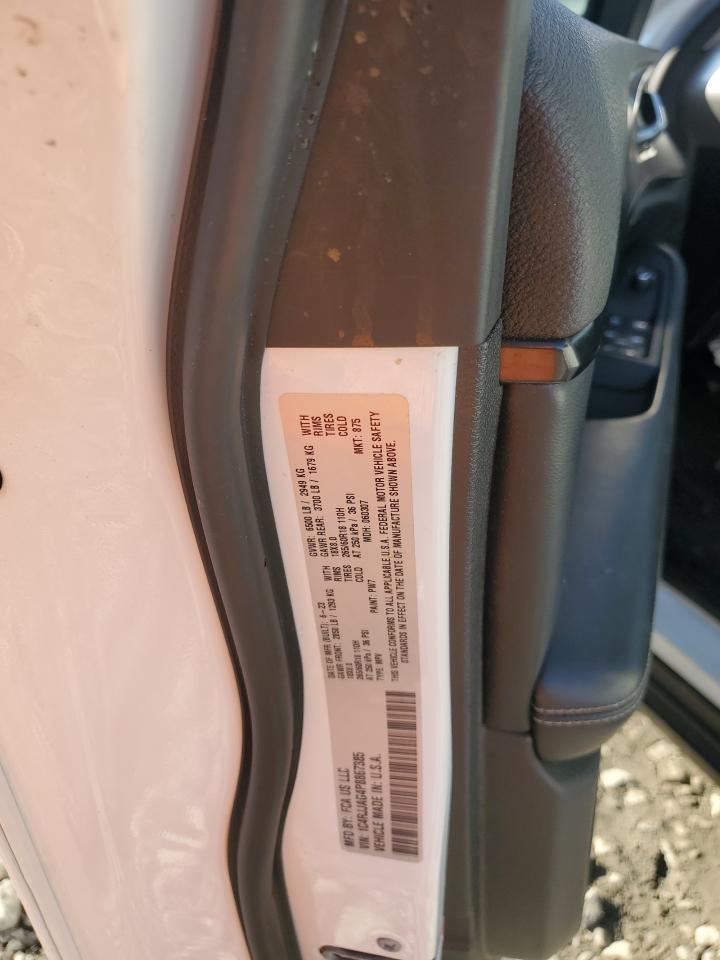 MFD BY: FCA US LLC
DATE OF MFR (BUILT): 6-23
GVWR: 6500 LB / 2949 KG
GAWR FRONT: 2850 LB / 1293 KG WITH
GAWR REAR: 3700 LB / 1679 KG WITH
18X8.0 RIMS
18X8.0 RIMS
265/60R18 110H TIRES
265/60R18 110H TIRES
AT 250 kPa / 36 PSI COLD
AT 250 kPa / 36 PSI COLD
VIN: 1C4RJJAG4P8867385
TYPE: MPV
PAINT: PW7
MDH: 060307
MKT: 875
VEHICLE MADE IN: U.S.A.
THIS VEHICLE CONFORMS TO ALL APPLICABLE U.S.A. FEDERAL MOTOR VEHICLE SAFETY
STANDARDS IN EFFECT ON THE DATE OF MANUFACTURE SHOWN ABOVE.